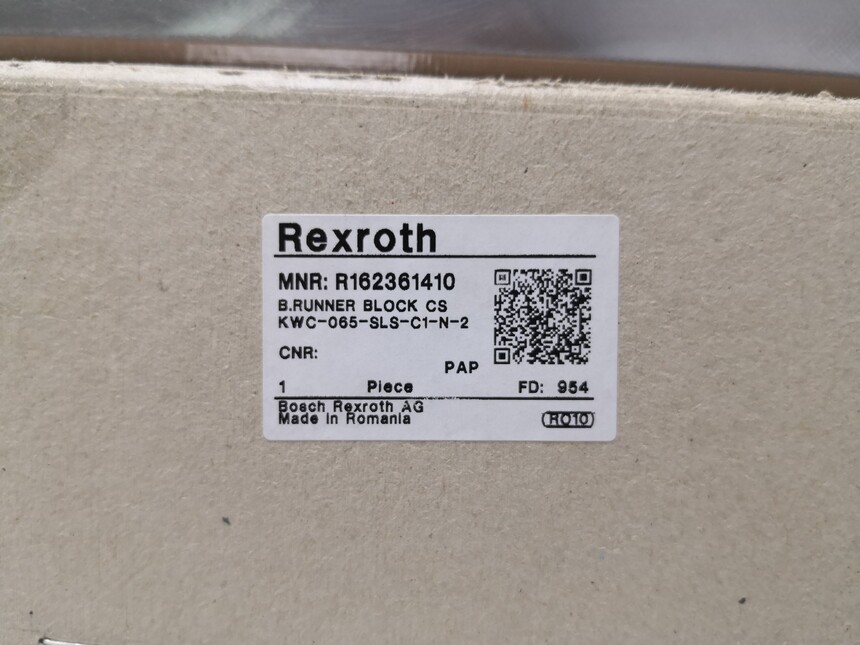 Rexroth
MNR: R162361410
B.RUNNER BLOCK CS
KWC-065-SLS-C1-N-2
CNR:
PAP
1 Piece FD: 954
Bosch Rexroth AG
Made in Romania
RO10